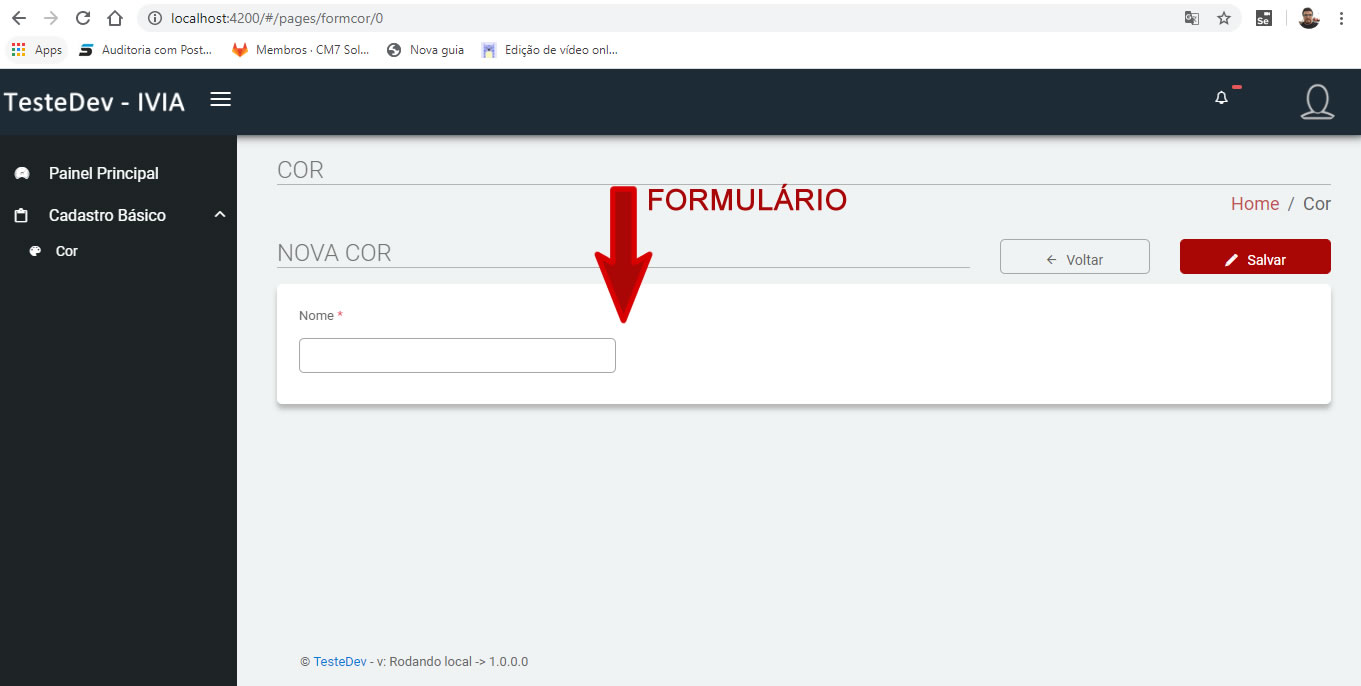 localhost:4200/#/pages/formcor/0
Se
Apps
Auditoria com Post...
Membros · CM7 Sol...
Nova guia
Edição de vídeo onl...
TesteDev - IVIA
Painel Principal
Cadastro Básico
Cor
COR
FORMULÁRIO
Home / Cor
NOVA COR
Voltar
Salvar
Nome *
© TesteDev - v: Rodando local -> 1.0.0.0